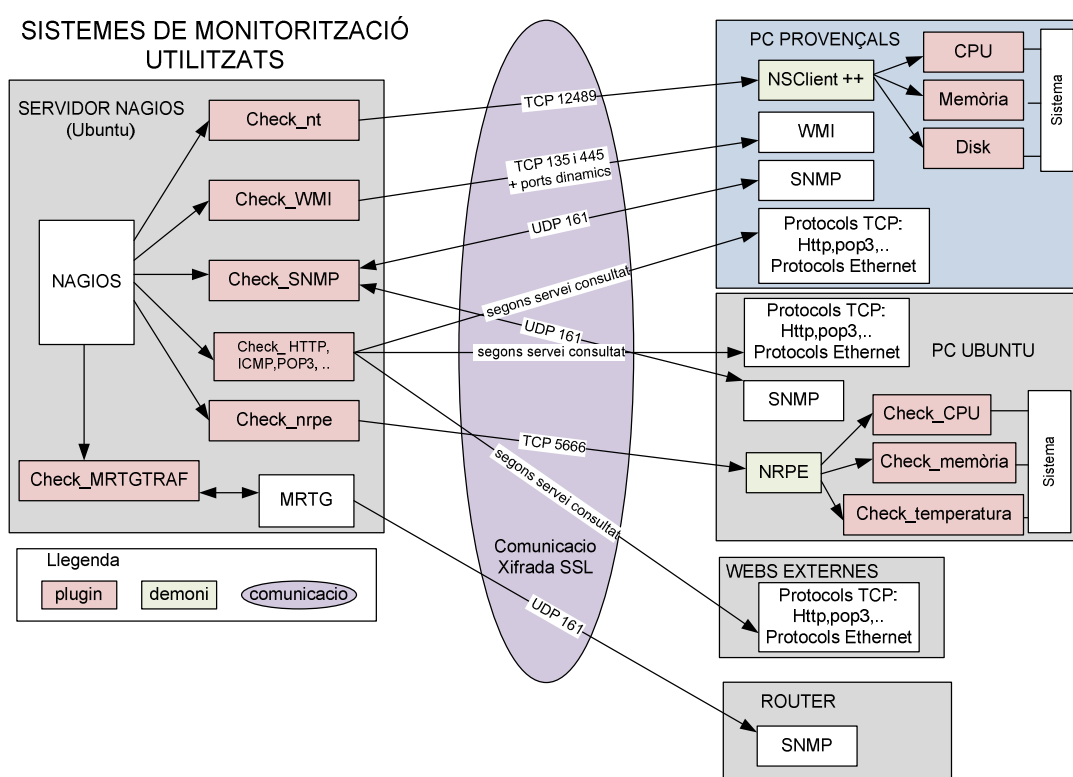 SISTEMES DE MONITORITZACIÓ
UTILITZATS
SERVIDOR NAGIOS
(Ubuntu)
NAGIOS
Check_nt
Check_WMI
Check_SNMP
Check_ HTTP,
ICMP,POP3, ..
Check_nrpe
Check_MRTGTRAF
MRTG
Llegenda
plugin
demoni
comunicacio
TCP 12489
TCP 135 i 445
+ ports dinamics
UDP 161
segons servei consultat
UDP 161
segons servei consultat
TCP 5666
segons servei consultat
Comunicacio
Xifrada SSL
UDP 161
PC PROVENÇALS
NSClient ++
CPU
Memòria
Disk
Sistema
WMI
SNMP
Protocols TCP:
Http,pop3,..
Protocols Ethernet
PC UBUNTU
Protocols TCP:
Http,pop3,..
Protocols Ethernet
SNMP
NRPE
Check_CPU
Check_memòria
Check_temperatura
Sistema
WEBS EXTERNES
Protocols TCP:
Http,pop3,..
Protocols Ethernet
ROUTER
SNMP